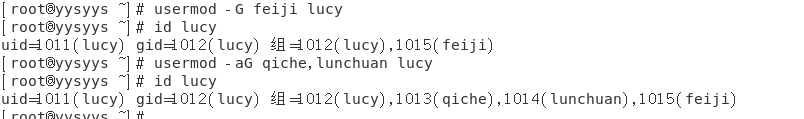 [root@yysyys ~]# usermod -G feiji lucy
[root@yysyys ~]# id lucy
uid=1011(lucy) gid=1012(lucy) 组=1012(lucy),1015(feiji)
[root@yysyys ~]# usermod -aG qiche,lunchuan lucy
[root@yysyys ~]# id lucy
uid=1011(lucy) gid=1012(lucy) 组=1012(lucy),1013(qiche),1014(lunchuan),1015(feiji)
[root@yysyys ~]#